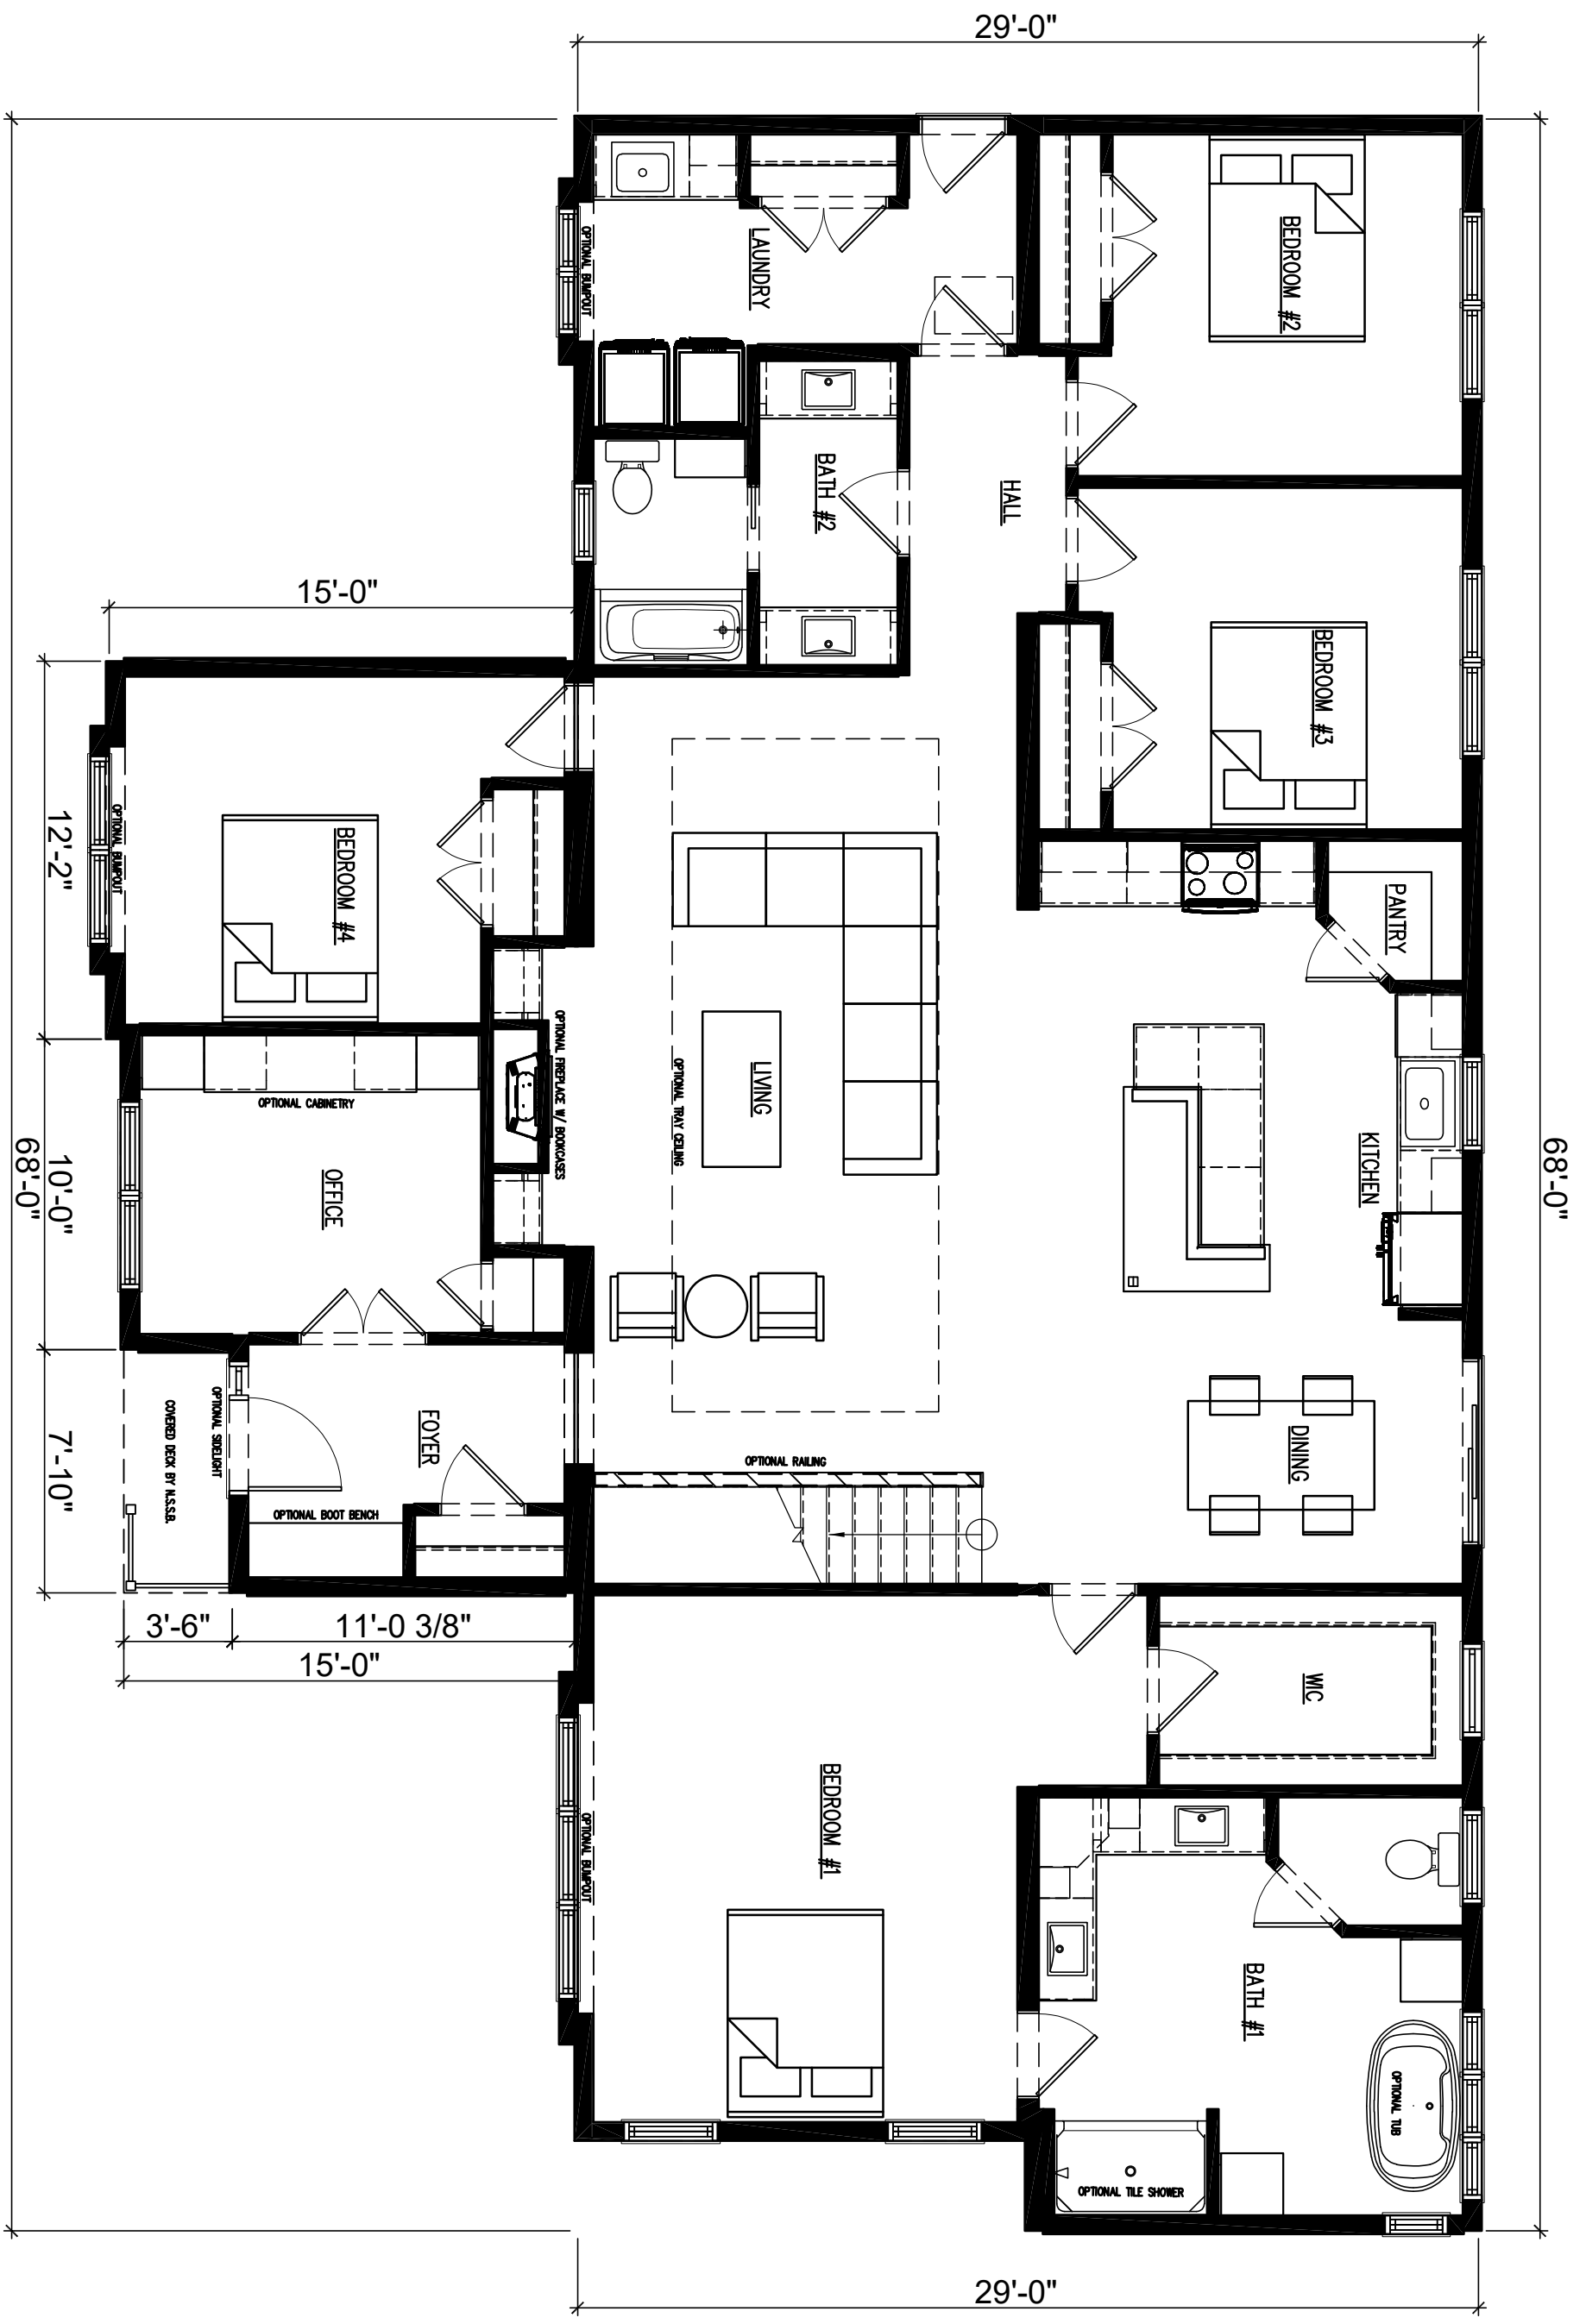 29'-0"
LAUNDRY
OPTIONAL BUMPOUT
BEDROOM #2
BATH #2
HALL
15'-0"
BEDROOM #3
12'-2"
OPTIONAL BUMPOUT
BEDROOM #4
PANTRY
OPTIONAL FIREPLACE W/ BOOKCASES
OPTIONAL TRAY CEILING
LIVING
KITCHEN
68'-0"
OPTIONAL CABINETRY
OFFICE
10'-0"
68'-0"
FOYER
OPTIONAL SIDELIGHT
COVERED DECK BY N.S.S.B.
7'-10"
DINING
OPTIONAL RAILING
OPTIONAL BOOT BENCH
3'-6"
11'-0 3/8"
15'-0"
WIC
BEDROOM #1
OPTIONAL BUMPOUT
BATH #1
OPTIONAL TUB
OPTIONAL TILE SHOWER
29'-0"